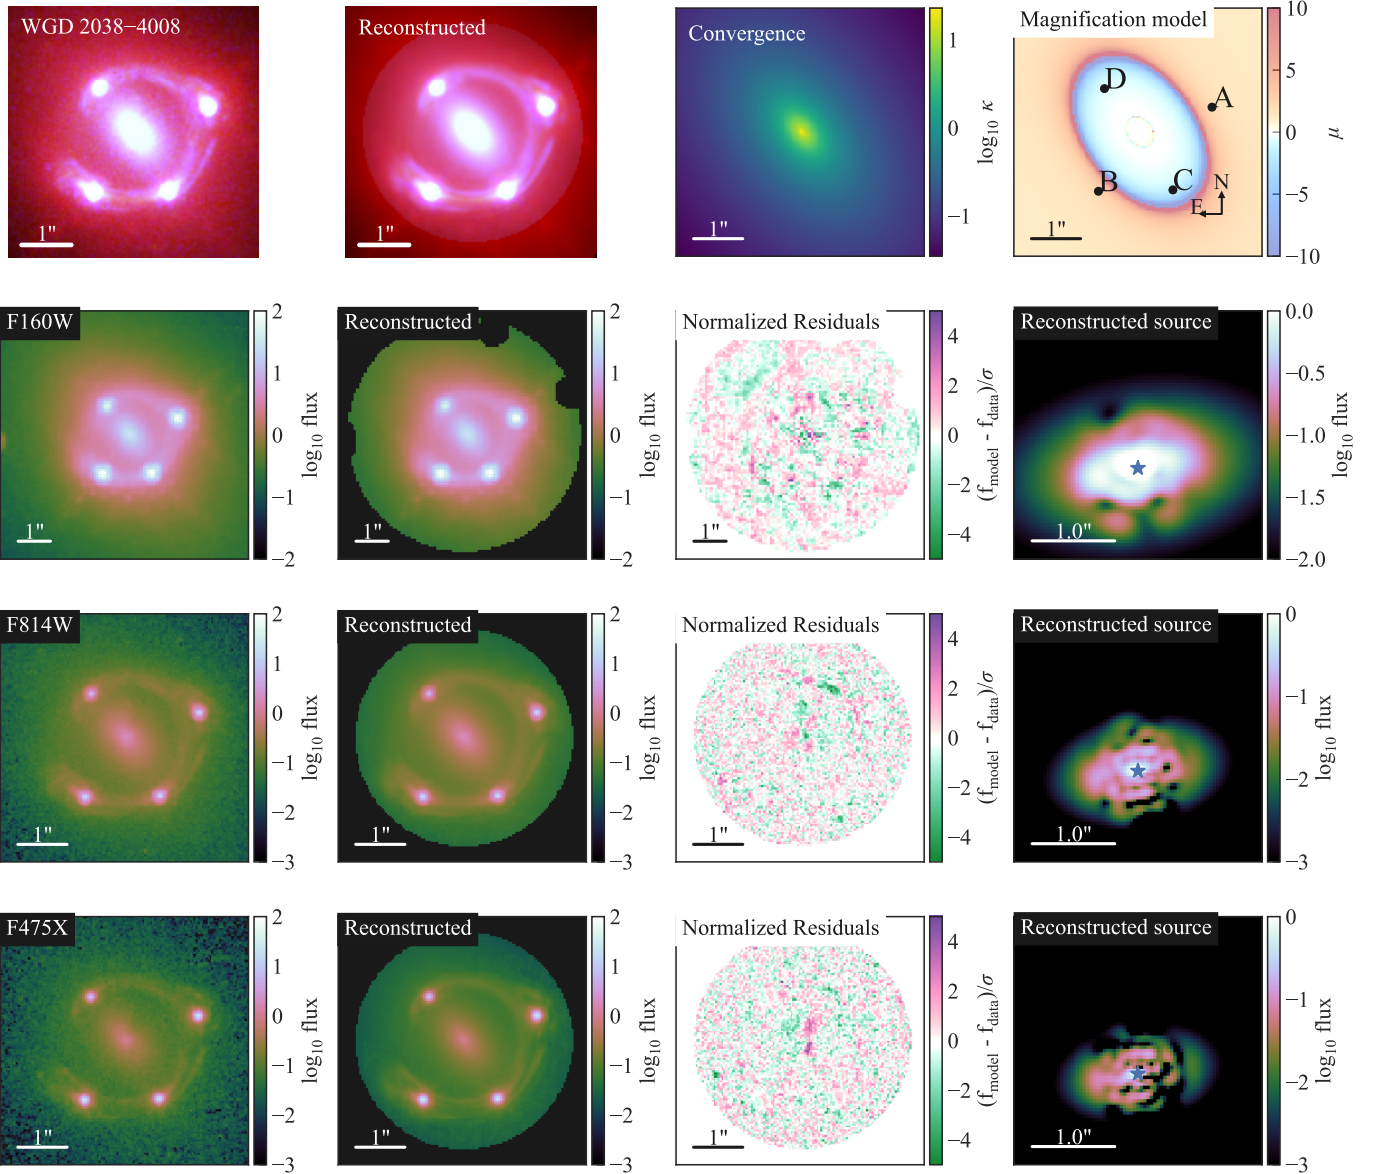 WGD 2038−4008
1"
Reconstructed
1"
Convergence
1"
1
0
−1
log10 κ
Magnification model
D
A
B
C
N
E
1"
10
5
0
−5
−10
μ
F160W
1"
2
1
0
−1
−2
log10 flux
Reconstructed
1"
2
1
0
−1
−2
log10 flux
Normalized Residuals
1"
4
2
0
−2
−4
(fmodel - fdata)/σ
Reconstructed source
1.0"
0.0
−0.5
−1.0
−1.5
−2.0
log10 flux
F814W
1"
2
1
0
−1
−2
−3
log10 flux
Reconstructed
1"
2
1
0
−1
−2
−3
log10 flux
Normalized Residuals
1"
4
2
0
−2
−4
(fmodel - fdata)/σ
Reconstructed source
1.0"
0
−1
−2
−3
log10 flux
F475X
1"
2
1
0
−1
−2
−3
log10 flux
Reconstructed
1"
2
1
0
−1
−2
−3
log10 flux
Normalized Residuals
1"
4
2
0
−2
−4
(fmodel - fdata)/σ
Reconstructed source
1.0"
0
−1
−2
−3
log10 flux